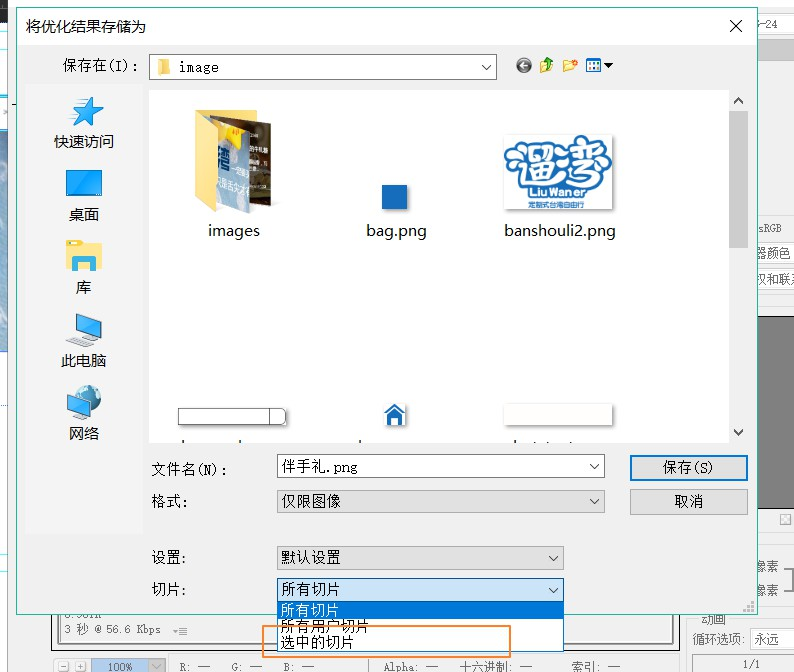 将优化结果存储为
S-24
保存在(I):
image
快速访问
桌面
库
此电脑
网络
遛湾
Liu Waner
定制式台湾自由行
images
bag.png
banshouli2.png
sRGB
器颜色
权和联系
文件名(N):
伴手礼.png
保存(S)
格式:
仅限图像
取消
设置:
默认设置
切片:
所有切片
所有切片
所有用户切片
选中的切片
像素
像素
3 秒 @ 56.6 Kbps
动画
循环选项:
永远
100%
R: —
G: —
B: —
Alpha: —
十六进制: —
索引: —
1/1